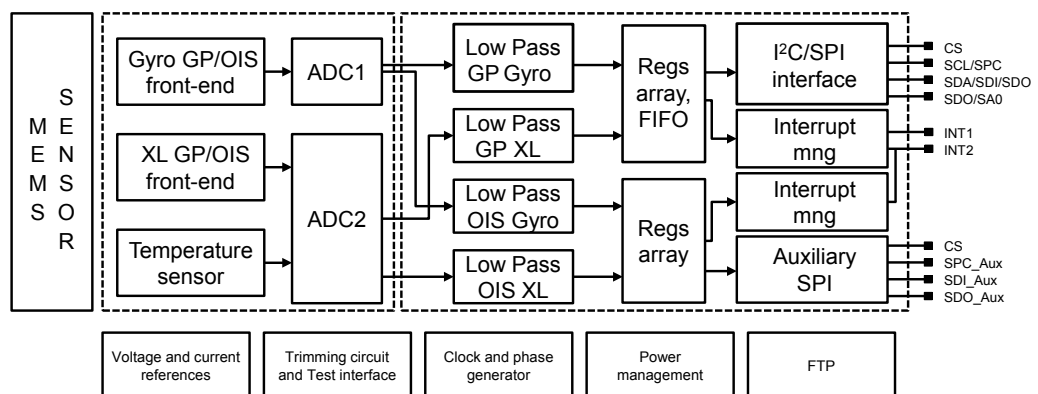 MEMS
SENSOR
Gyro GP/OIS
front-end
XL GP/OIS
front-end
Temperature
sensor
ADC1
ADC2
Low Pass
GP Gyro
Low Pass
GP XL
Low Pass
OIS Gyro
Low Pass
OIS XL
Regs
array,
FIFO
Regs
array
I²C/SPI
interface
Interrupt
mng
Interrupt
mng
Auxiliary
SPI
CS
SCL/SPC
SDA/SDI/SDO
SDO/SA0
INT1
INT2
CS
SPC_Aux
SDI_Aux
SDO_Aux
Voltage and current
references
Trimming circuit
and Test interface
Clock and phase
generator
Power
management
FTP